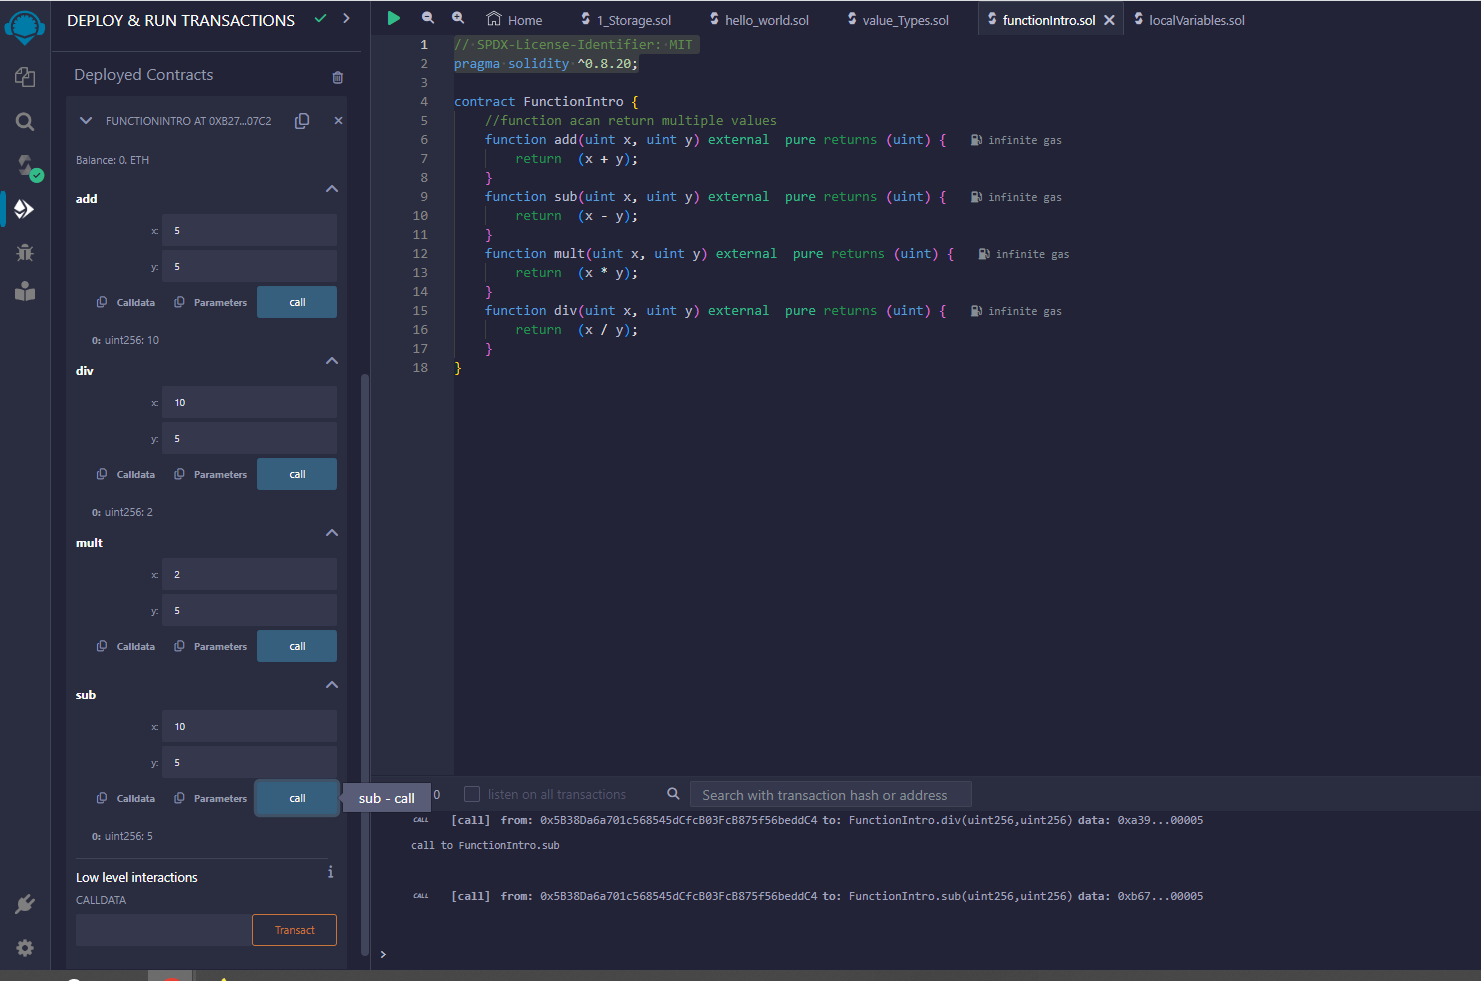 DEPLOY & RUN TRANSACTIONS
Deployed Contracts
FUNCTIONINTRO AT 0XB27...07C2
Balance: 0. ETH
add
x: 5
y: 5
Calldata Parameters call
0: uint256: 10
div
x: 10
y: 5
Calldata Parameters call
0: uint256: 2
mult
x: 2
y: 5
Calldata Parameters call
sub
x: 10
y: 5
Calldata Parameters call
sub - call
0: uint256: 5
Low level interactions
i
CALLDATA
Transact
Home 1_Storage.sol hello_world.sol value_Types.sol functionIntro.sol localVariables.sol
1 // SPDX-License-Identifier: MIT
2 pragma solidity ^0.8.20;
3
4 contract FunctionIntro {
5 //function acan return multiple values
6 function add(uint x, uint y) external pure returns (uint) { infinite gas
7 return (x + y);
8 }
9 function sub(uint x, uint y) external pure returns (uint) { infinite gas
10 return (x - y);
11 }
12 function mult(uint x, uint y) external pure returns (uint) { infinite gas
13 return (x * y);
14 }
15 function div(uint x, uint y) external pure returns (uint) { infinite gas
16 return (x / y);
17 }
18 }
0 listen on all transactions Search with transaction hash or address
CALL [call] from: 0x5B38Da6a701c568545dCfcB03FcB875f56beddC4 to: FunctionIntro.div(uint256,uint256) data: 0xa39...00005
call to FunctionIntro.sub
CALL [call] from: 0x5B38Da6a701c568545dCfcB03FcB875f56beddC4 to: FunctionIntro.sub(uint256,uint256) data: 0xb67...00005
>